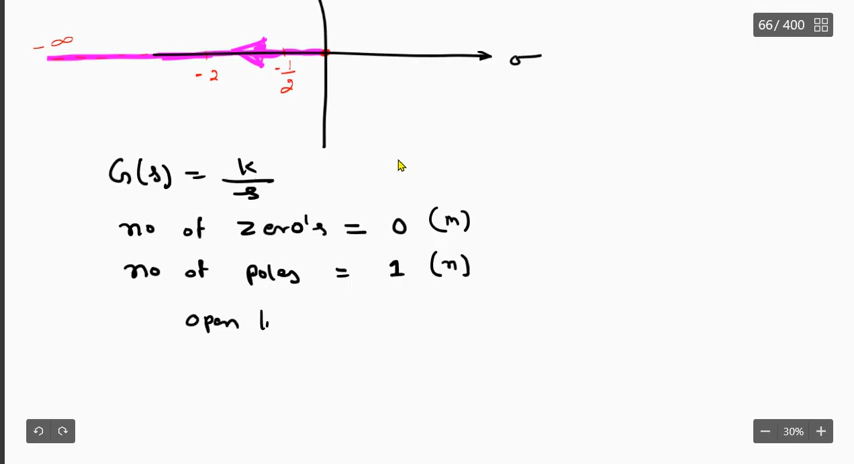 66 / 400
- ∞
σ
- 2
- 1/2
G(s) = k/s
no of zero's = 0 (m)
no of poles = 1 (n)
open l
30%